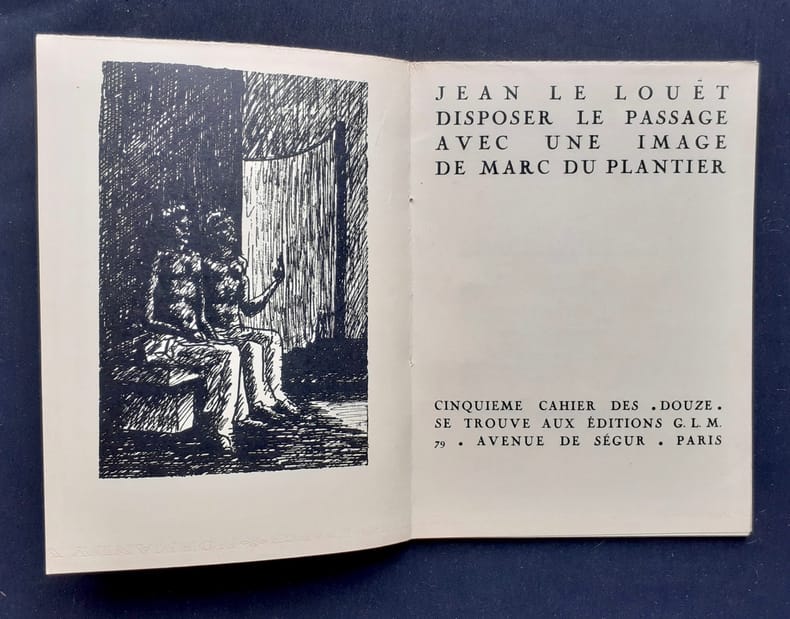 JEAN LE LOUËT
DISPOSER LE PASSAGE
AVEC UNE IMAGE
DE MARC DU PLANTIER
CINQUIEME CAHIER DES . DOUZE .
SE TROUVE AUX ÉDITIONS G. L. M.
79 . AVENUE DE SÉGUR . PARIS